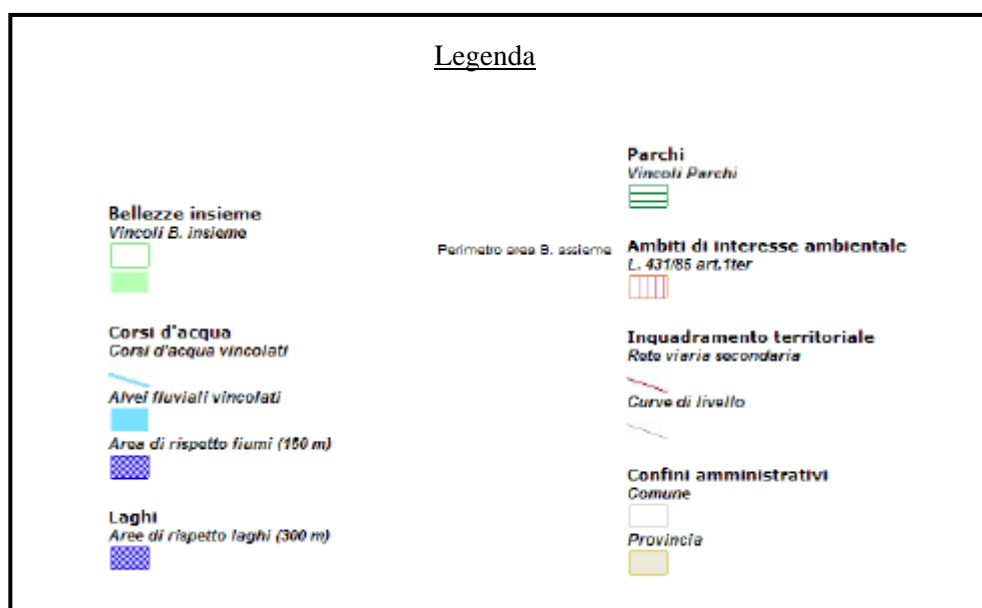 Legenda
Bellezze insieme
Vincoli B. insieme
Perimetro area B. assieme
Corsi d'acqua
Corsi d'acqua vincolati
Alvei fluviali vincolati
Area di rispetto fiumi (150 m)
Laghi
Aree di rispetto laghi (300 m)
Parchi
Vincoli Parchi
Ambiti di interesse ambientale
L. 431/85 art.1ter
Inquadramento territoriale
Rete viaria secondaria
Curve di livello
Confini amministrativi
Comune
Provincia